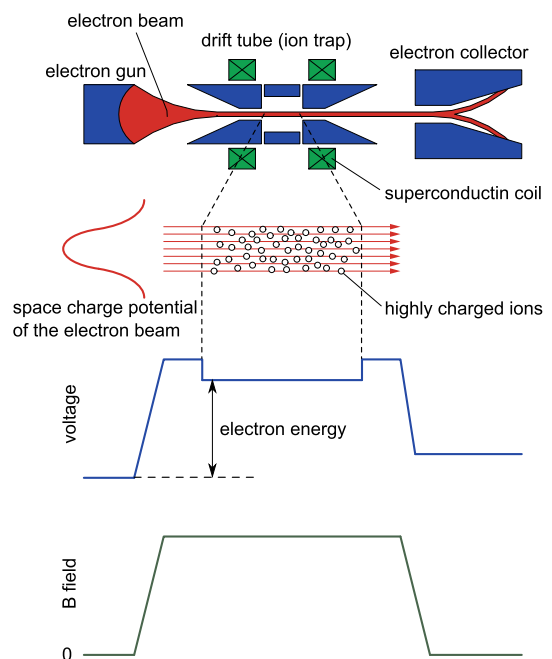 electron beam
drift tube (ion trap)
electron collector
electron gun
superconductin coil
space charge potential
of the electron beam
highly charged ions
voltage
electron energy
B field
0